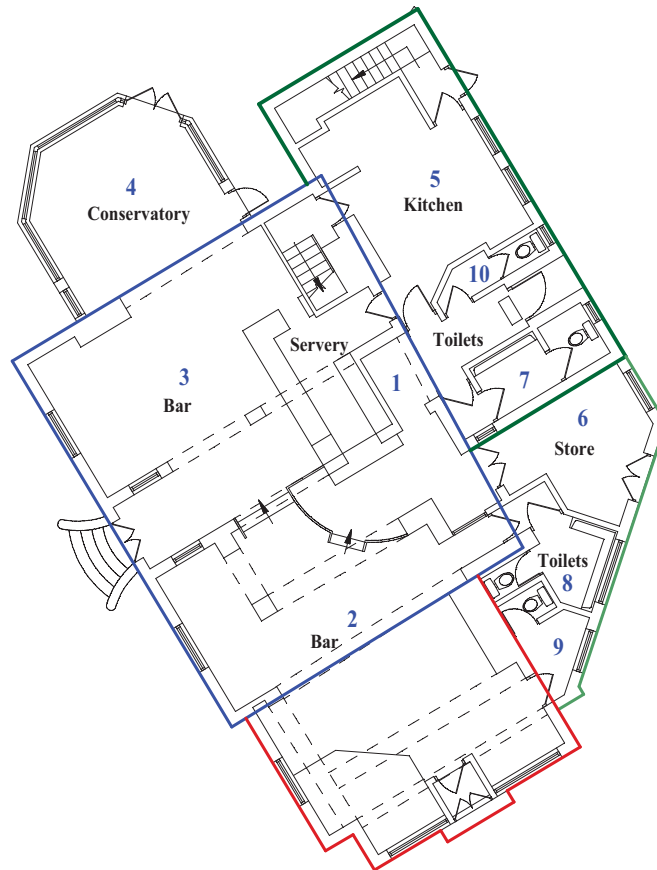 4
Conservatory
5
Kitchen
10
Toilets
Servery
3
Bar
1
7
6
Store
Toilets
8
2
Bar
9